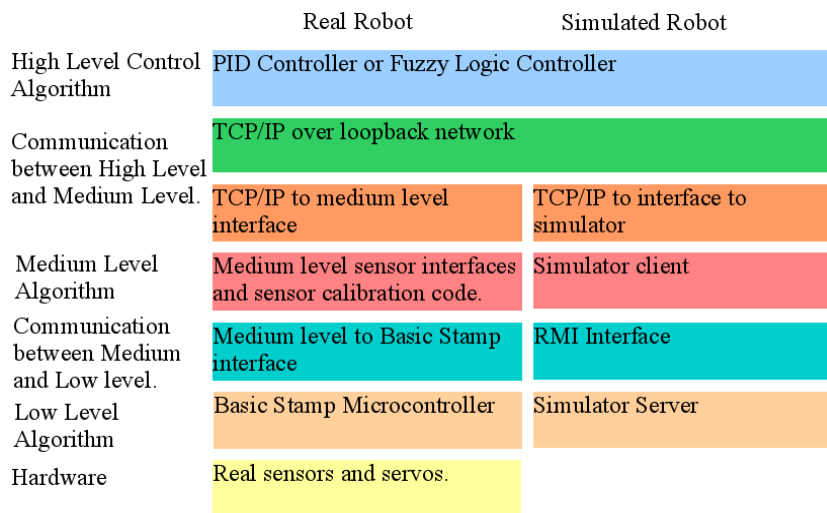 Real Robot
Simulated Robot
High Level Control
Algorithm
PID Controller or Fuzzy Logic Controller
Communication
between High Level
and Medium Level.
TCP/IP over loopback network
TCP/IP to medium level
interface
TCP/IP to interface to
simulator
Medium Level
Algorithm
Medium level sensor interfaces
and sensor calibration code.
Simulator client
Communication
between Medium
and Low level.
Medium level to Basic Stamp
interface
RMI Interface
Low Level
Algorithm
Basic Stamp Microcontroller
Simulator Server
Hardware
Real sensors and servos.